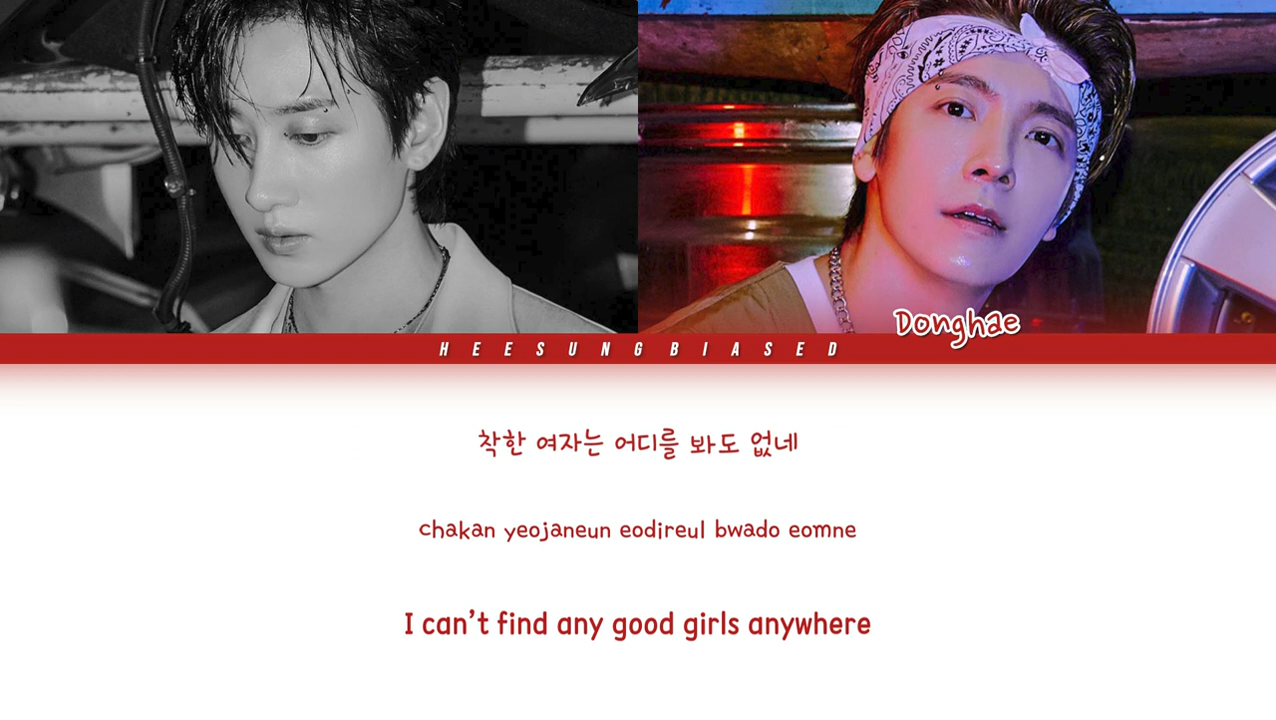 Donghae
HEESUNGBIASED
착한 여자는 어디를 봐도 없네
chakan yeojaneun eodireul bwado eomne
I can't find any good girls anywhere